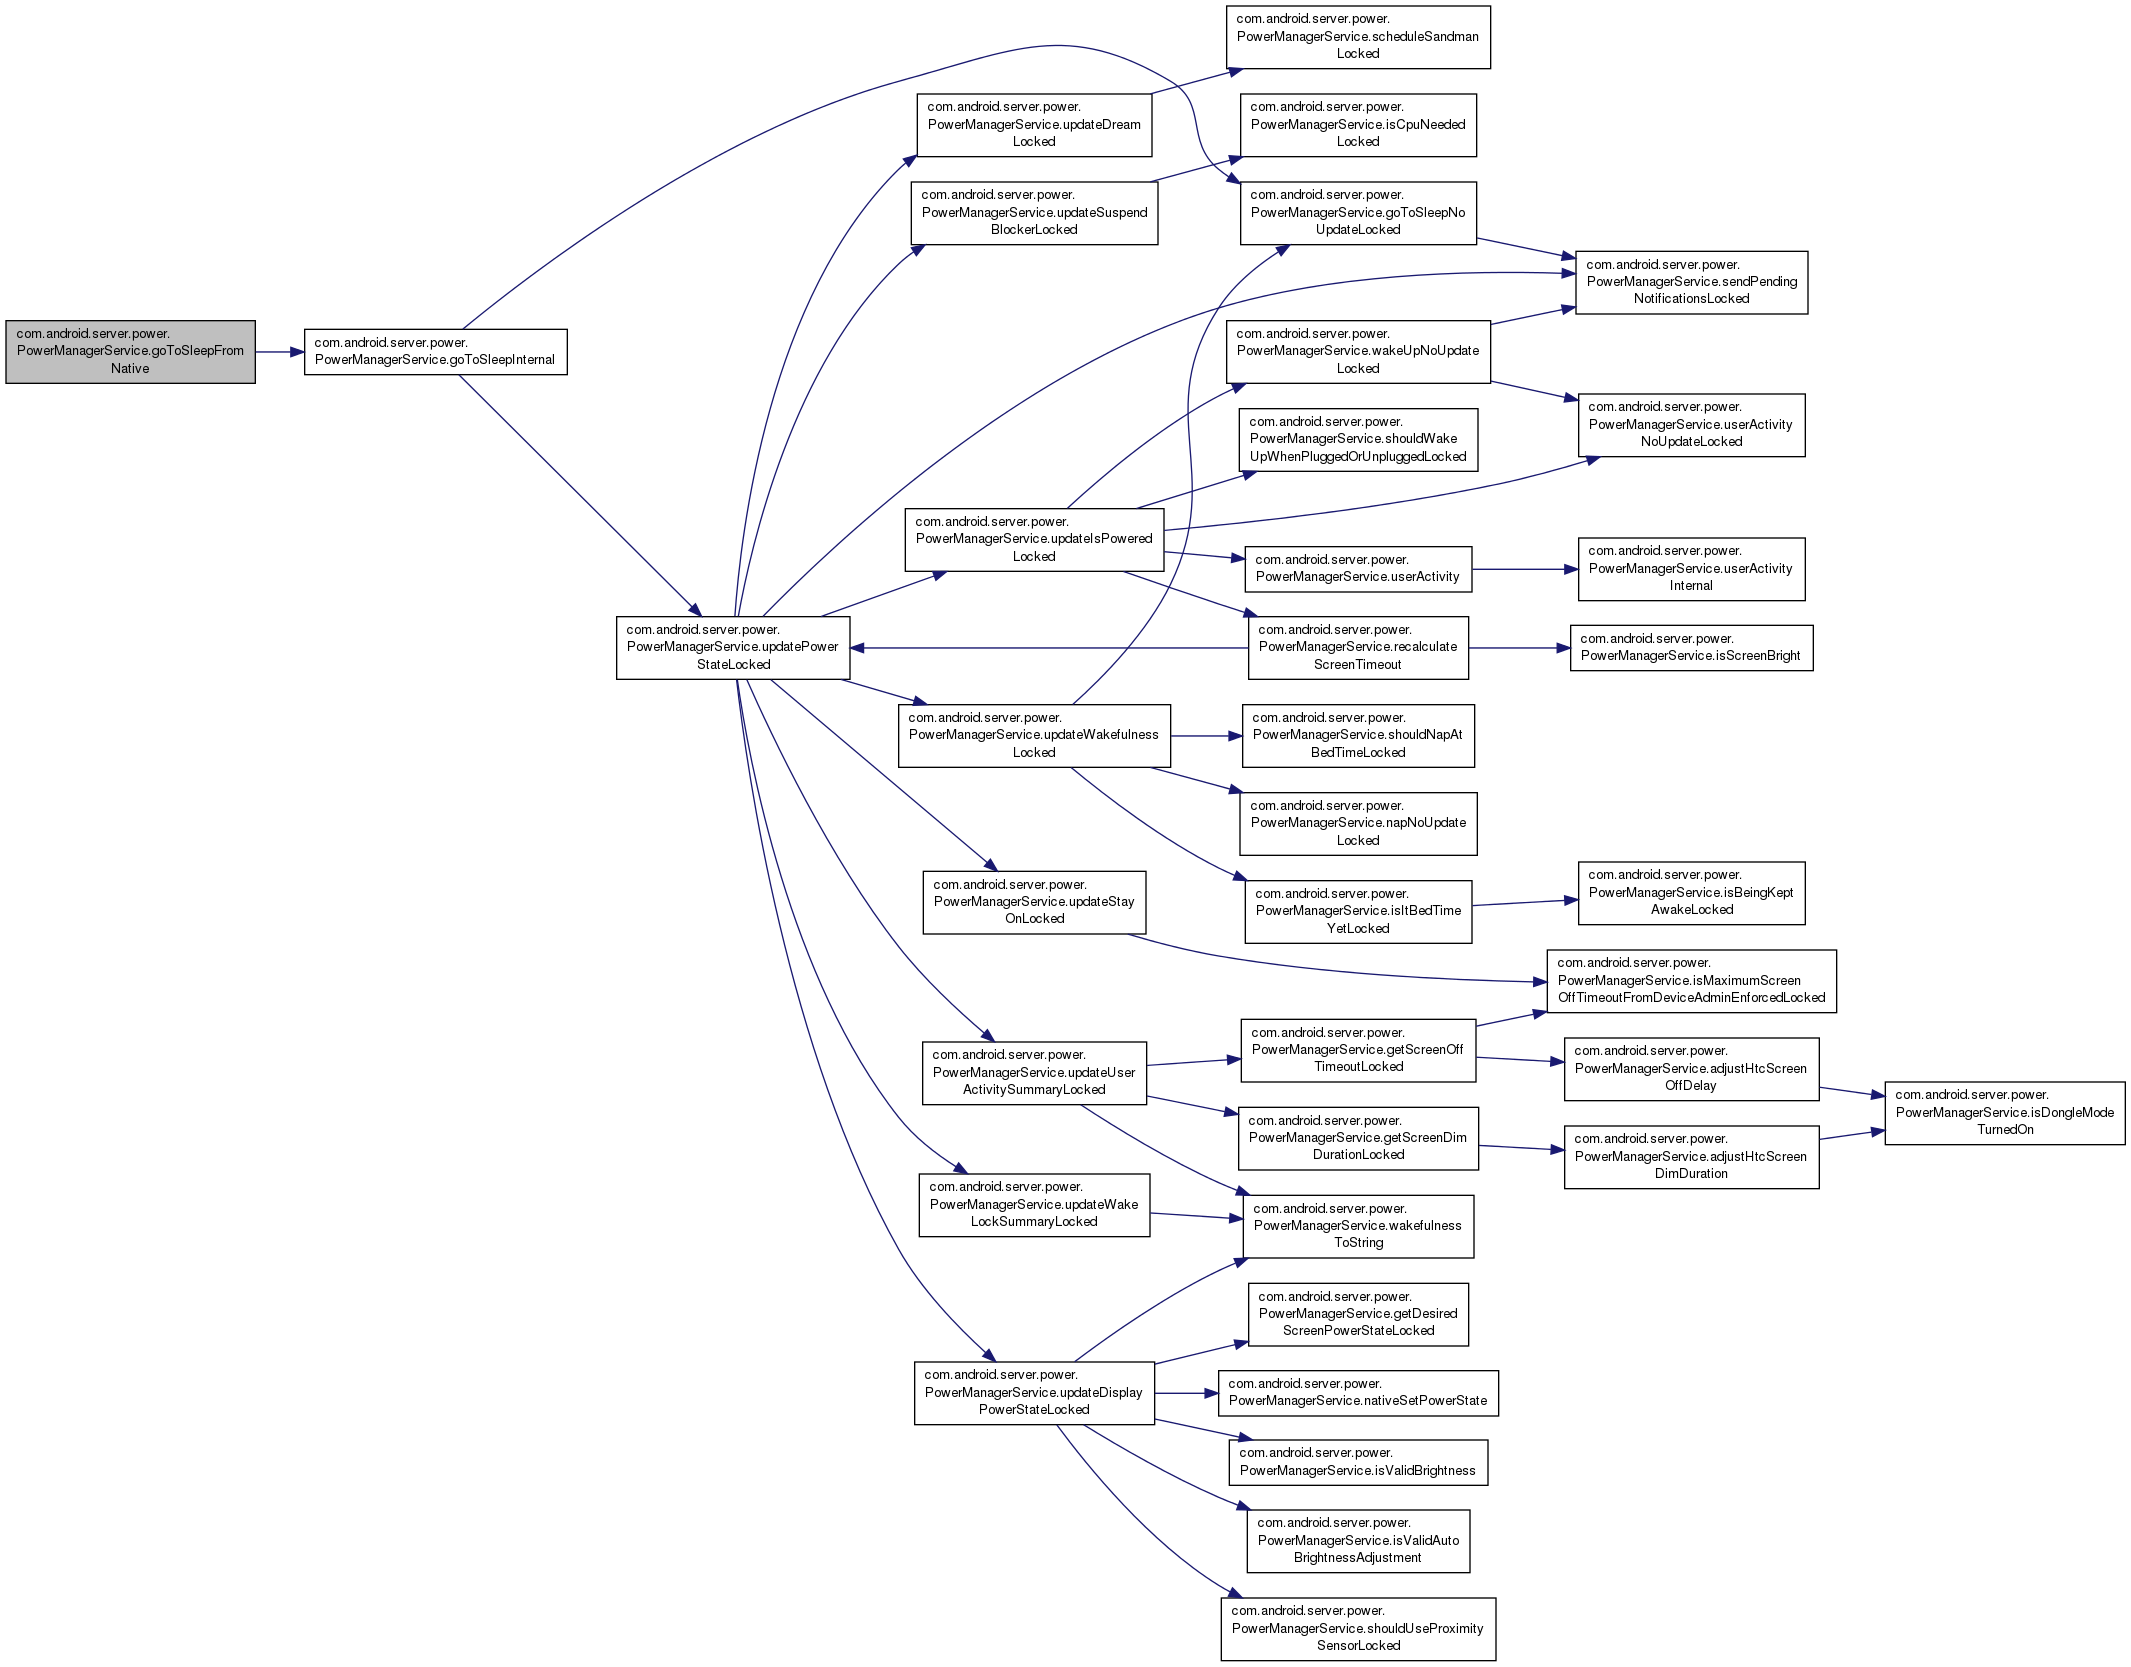 com.android.server.power.
PowerManagerService.goToSleepFrom
Native
com.android.server.power.
PowerManagerService.goToSleepInternal
com.android.server.power.
PowerManagerService.updatePower
StateLocked
com.android.server.power.
PowerManagerService.updateDream
Locked
com.android.server.power.
PowerManagerService.updateSuspend
BlockerLocked
com.android.server.power.
PowerManagerService.updateIsPowered
Locked
com.android.server.power.
PowerManagerService.updateWakefulness
Locked
com.android.server.power.
PowerManagerService.updateStay
OnLocked
com.android.server.power.
PowerManagerService.updateUser
ActivitySummaryLocked
com.android.server.power.
PowerManagerService.updateWake
LockSummaryLocked
com.android.server.power.
PowerManagerService.updateDisplay
PowerStateLocked
com.android.server.power.
PowerManagerService.scheduleSandman
Locked
com.android.server.power.
PowerManagerService.isCpuNeeded
Locked
com.android.server.power.
PowerManagerService.goToSleepNo
UpdateLocked
com.android.server.power.
PowerManagerService.wakeUpNoUpdate
Locked
com.android.server.power.
PowerManagerService.shouldWake
UpWhenPluggedOrUnpluggedLocked
com.android.server.power.
PowerManagerService.userActivity
com.android.server.power.
PowerManagerService.recalculate
ScreenTimeout
com.android.server.power.
PowerManagerService.shouldNapAt
BedTimeLocked
com.android.server.power.
PowerManagerService.napNoUpdate
Locked
com.android.server.power.
PowerManagerService.isItBedTime
YetLocked
com.android.server.power.
PowerManagerService.getScreenOff
TimeoutLocked
com.android.server.power.
PowerManagerService.getScreenDim
DurationLocked
com.android.server.power.
PowerManagerService.wakefulness
ToString
com.android.server.power.
PowerManagerService.getDesired
ScreenPowerStateLocked
com.android.server.power.
PowerManagerService.nativeSetPowerState
com.android.server.power.
PowerManagerService.isValidBrightness
com.android.server.power.
PowerManagerService.isValidAuto
BrightnessAdjustment
com.android.server.power.
PowerManagerService.shouldUseProximity
SensorLocked
com.android.server.power.
PowerManagerService.sendPending
NotificationsLocked
com.android.server.power.
PowerManagerService.userActivity
NoUpdateLocked
com.android.server.power.
PowerManagerService.userActivity
Internal
com.android.server.power.
PowerManagerService.isScreenBright
com.android.server.power.
PowerManagerService.isBeingKept
AwakeLocked
com.android.server.power.
PowerManagerService.isMaximumScreen
OffTimeoutFromDeviceAdminEnforcedLocked
com.android.server.power.
PowerManagerService.adjustHtcScreen
OffDelay
com.android.server.power.
PowerManagerService.adjustHtcScreen
DimDuration
com.android.server.power.
PowerManagerService.isDongleMode
TurnedOn